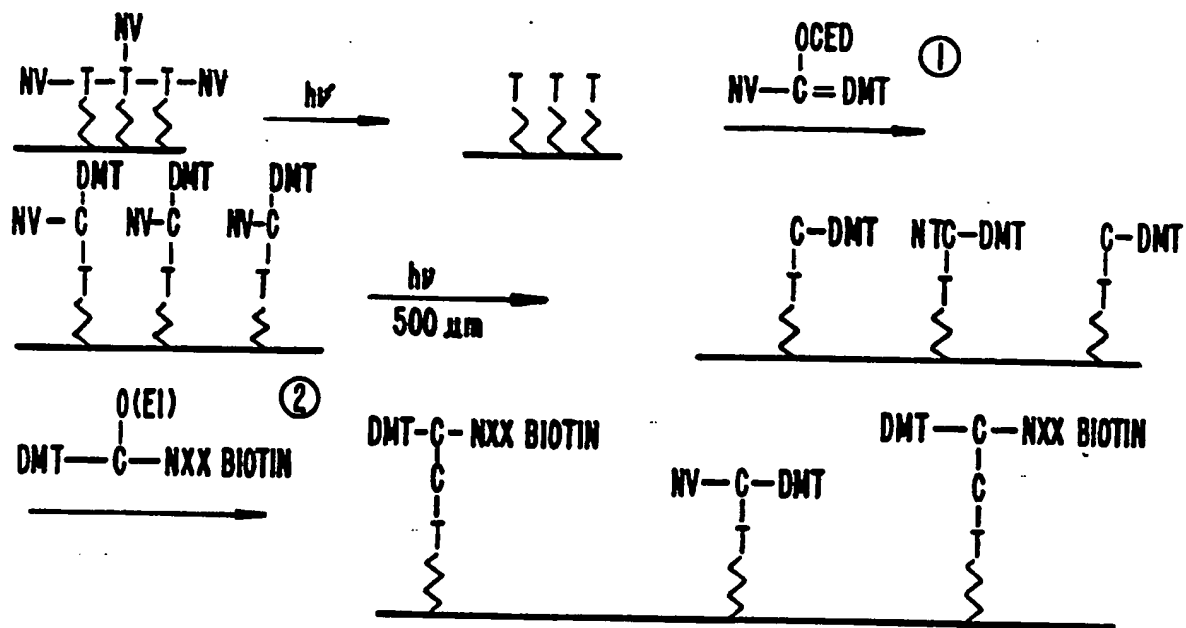 NV
NV—T—T—T—NV
hν
T T T
OCED
NV—C=DMT
①
DMT DMT DMT
NV—C NV—C NV—C
T T T
hν
500 µm
C—DMT NTC—DMT C—DMT
T T T
O(EI)
②
DMT—C—NXX BIOTIN
DMT—C—NXX BIOTIN
C
T
NV—C—DMT
T
DMT—C—NXX BIOTIN
C
T